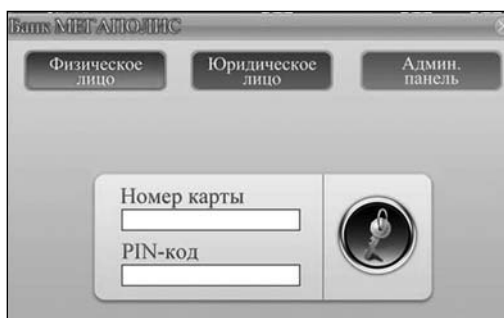 Банк МЕГАПОЛИС
Физическое
лицо
Юридическое
лицо
Админ.
панель
Номер карты
PIN-код